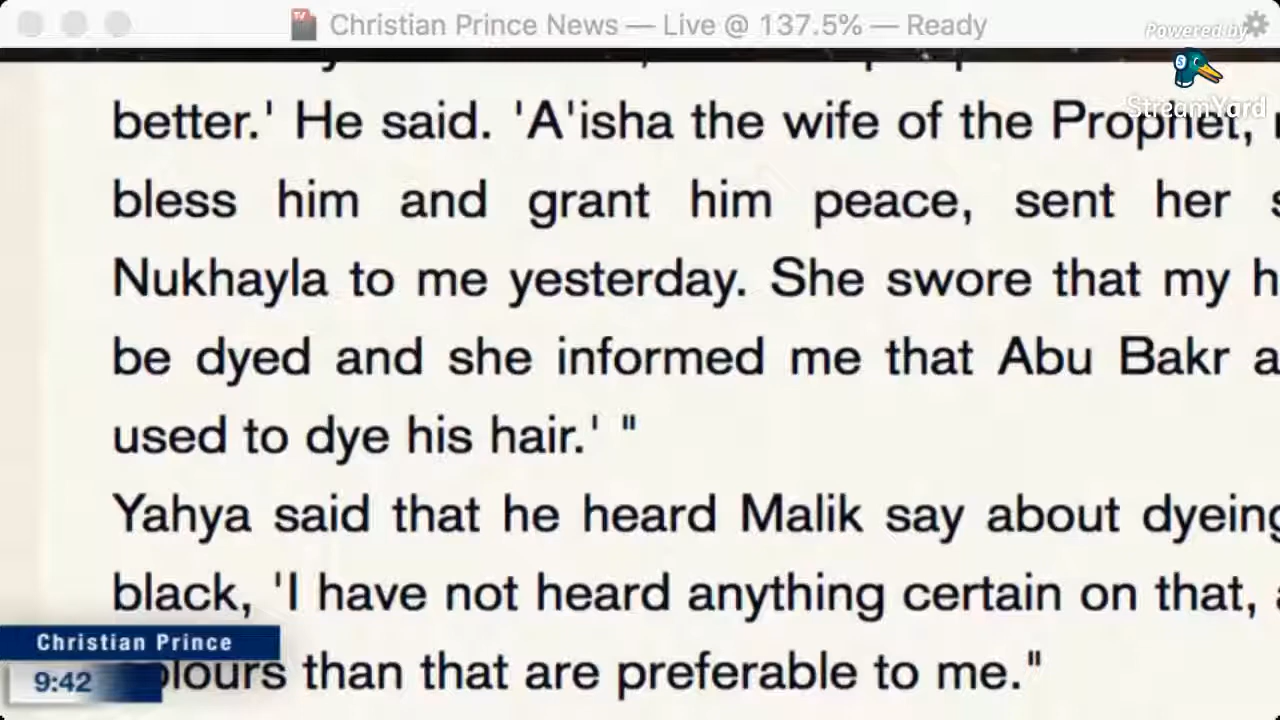 Christian Prince News — Live @ 137.5% — Ready
Powered by
StreamYard
better.' He said. 'A'isha the wife of the Prophet,
bless him and grant him peace, sent her
Nukhayla to me yesterday. She swore that my
be dyed and she informed me that Abu Bakr
used to dye his hair.' "
Yahya said that he heard Malik say about dyeing
black, 'I have not heard anything certain on that,
colours than that are preferable to me."
Christian Prince
9:42